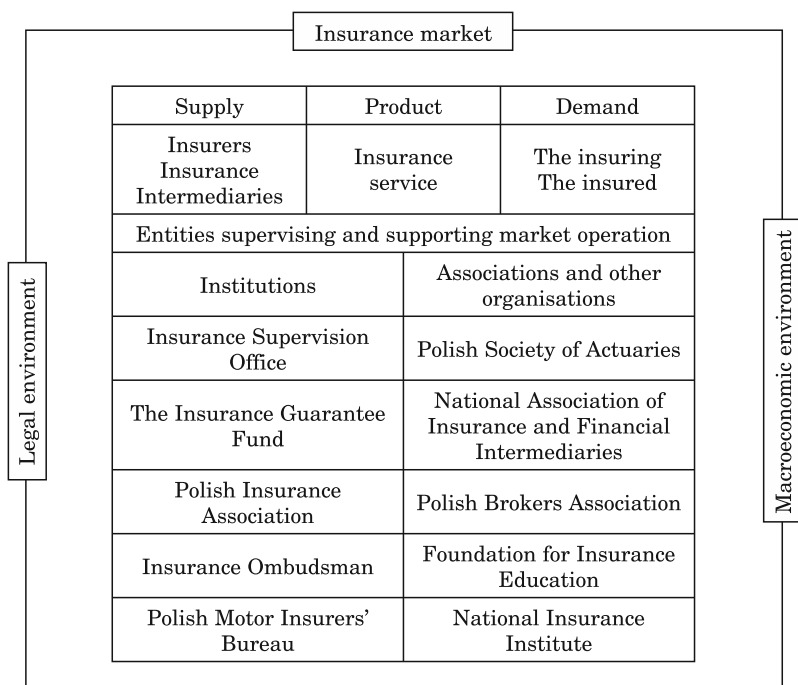 Insurance market
Supply
Product
Demand
Insurers
Insurance
Intermediaries
Insurance
service
The insuring
The insured
Entities supervising and supporting market operation
Institutions
Associations and other
organisations
Insurance Supervision
Office
Polish Society of Actuaries
The Insurance Guarantee
Fund
National Association of
Insurance and Financial
Intermediaries
Polish Insurance
Association
Polish Brokers Association
Insurance Ombudsman
Foundation for Insurance
Education
Polish Motor Insurers’
Bureau
National Insurance
Institute
Legal environment
Macroeconomic environment